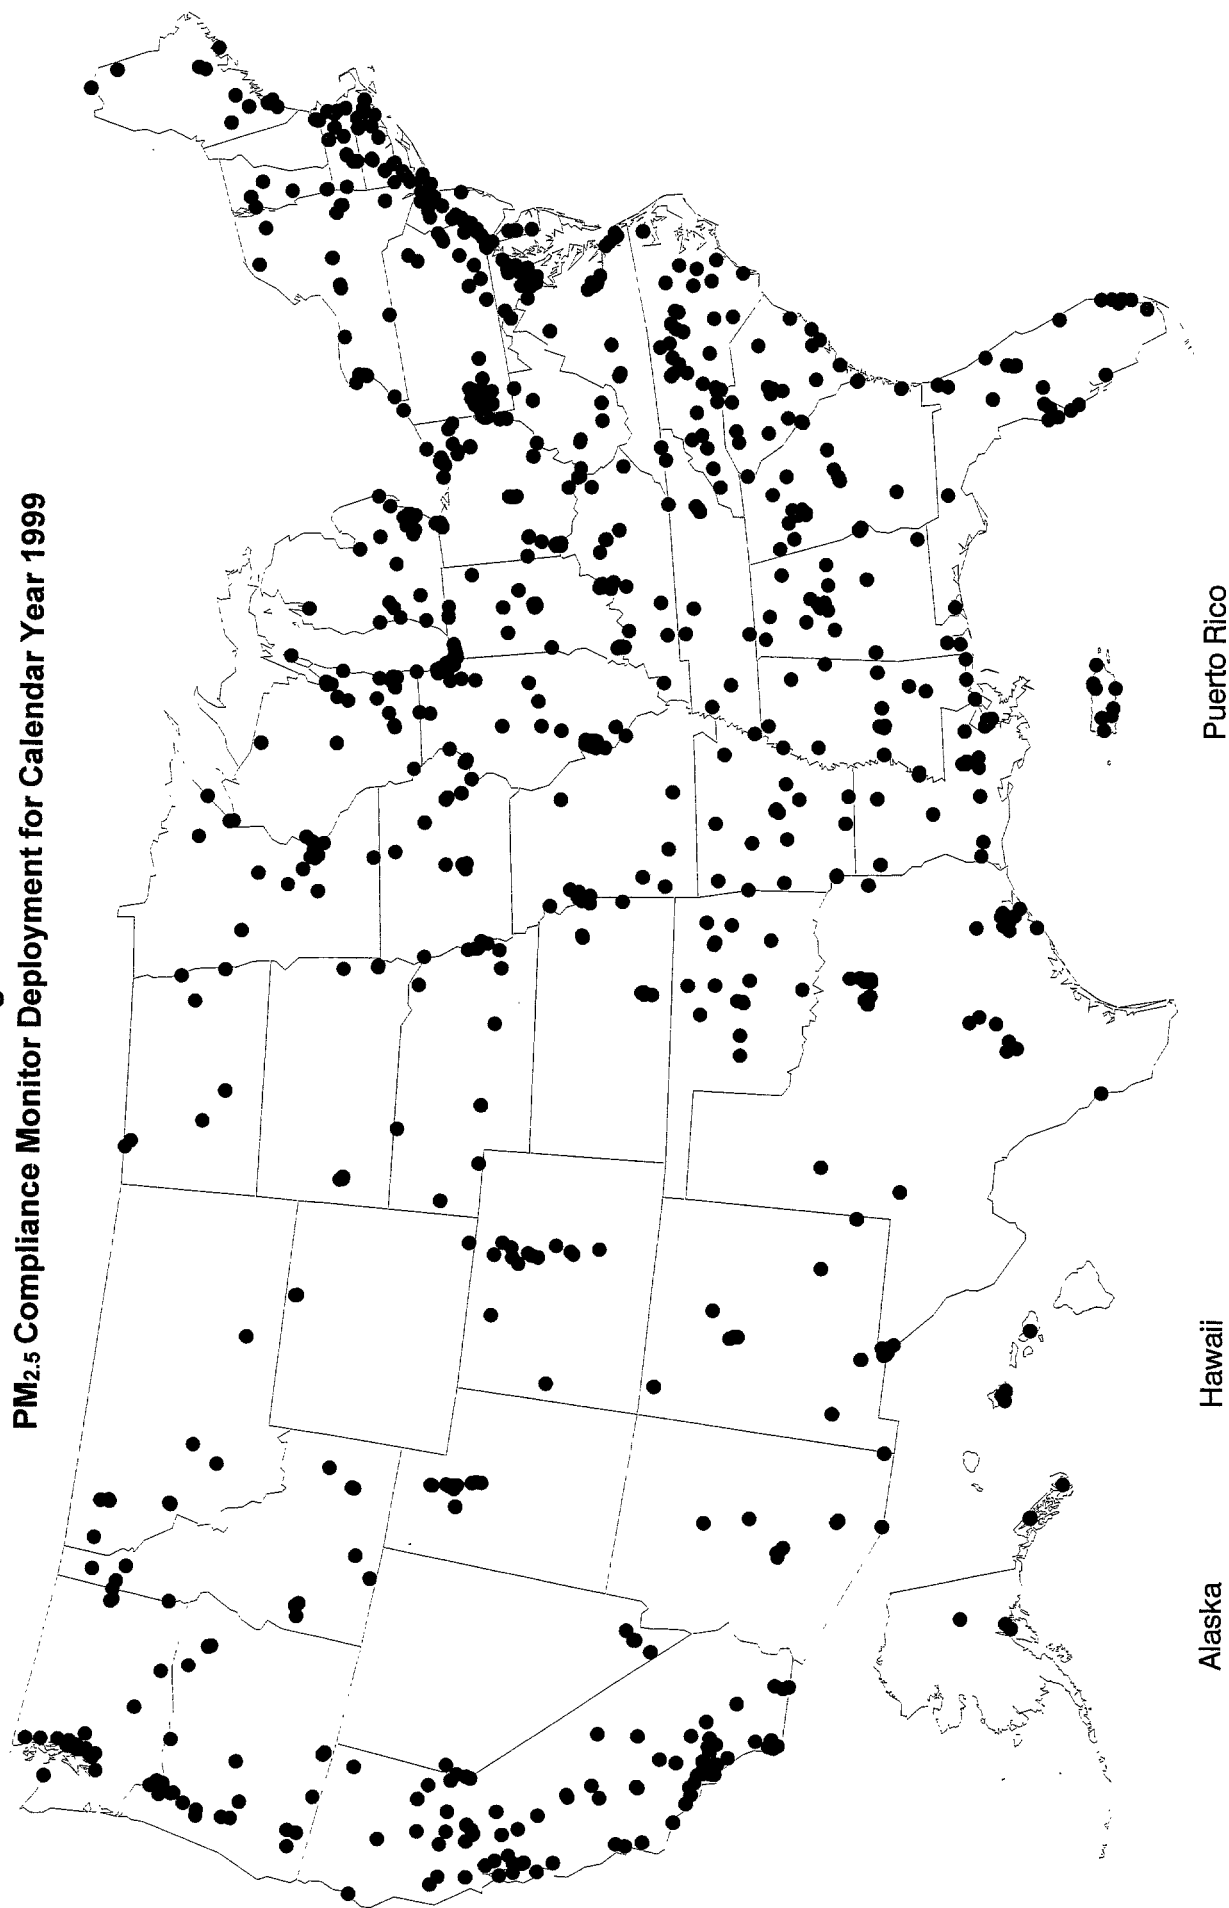 PM2.5 Compliance Monitor Deployment for Calendar Year 1999
Alaska
Hawaii
Puerto Rico